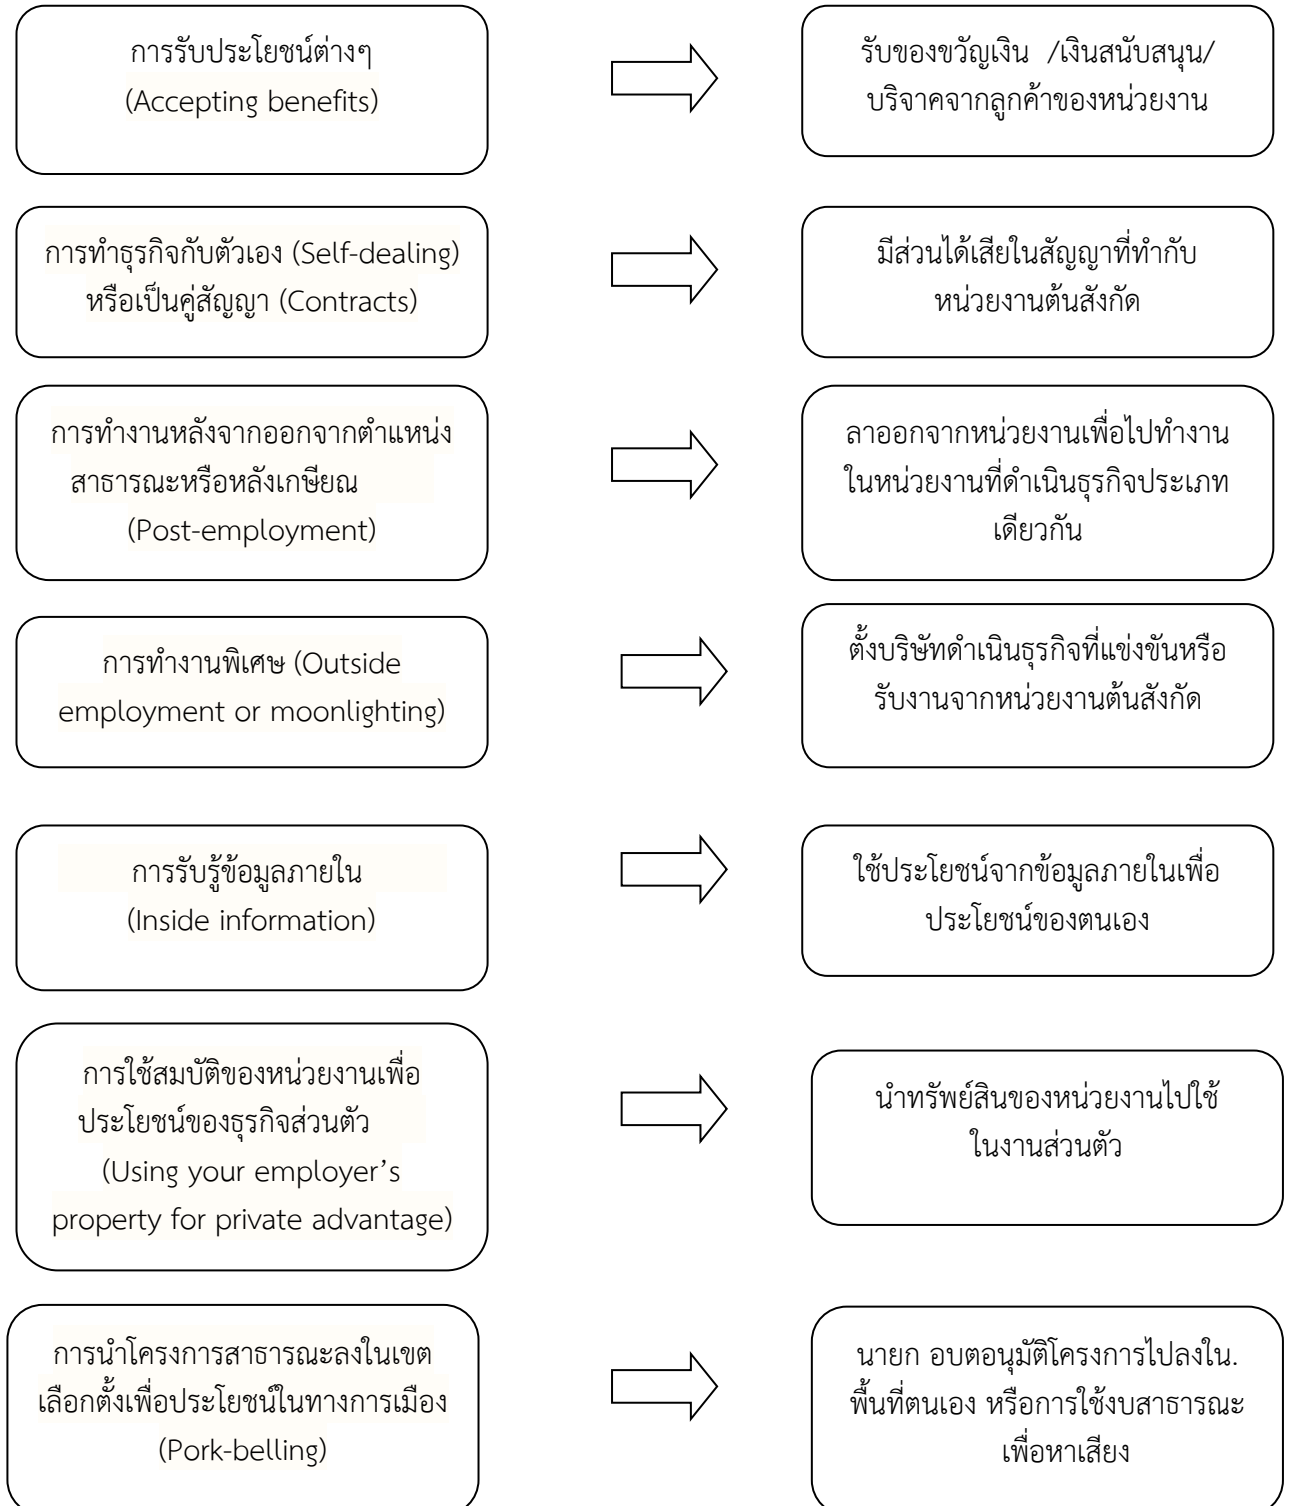 การรับประโยชน์ต่างๆ
(Accepting benefits)
รับของขวัญเงิน /เงินสนับสนุน/
บริจาคจากลูกค้าของหน่วยงาน
การทำธุรกิจกับตัวเอง (Self-dealing)
หรือเป็นคู่สัญญา (Contracts)
มีส่วนได้เสียในสัญญาที่ทำกับ
หน่วยงานต้นสังกัด
การทำงานหลังจากออกจากตำแหน่ง
สาธารณะหรือหลังเกษียณ
(Post-employment)
ลาออกจากหน่วยงานเพื่อไปทำงาน
ในหน่วยงานที่ดำเนินธุรกิจประเภท
เดียวกัน
การทำงานพิเศษ (Outside
employment or moonlighting)
ตั้งบริษัทดำเนินธุรกิจที่แข่งขันหรือ
รับงานจากหน่วยงานต้นสังกัด
การรับรู้ข้อมูลภายใน
(Inside information)
ใช้ประโยชน์จากข้อมูลภายในเพื่อ
ประโยชน์ของตนเอง
การใช้สมบัติของหน่วยงานเพื่อ
ประโยชน์ของธุรกิจส่วนตัว
(Using your employer’s
property for private advantage)
นำทรัพย์สินของหน่วยงานไปใช้
ในงานส่วนตัว
การนำโครงการสาธารณะลงในเขต
เลือกตั้งเพื่อประโยชน์ในทางการเมือง
(Pork-belling)
นายก อบตอนุมัติโครงการไปลงใน.
พื้นที่ตนเอง หรือการใช้งบสาธารณะ
เพื่อหาเสียง